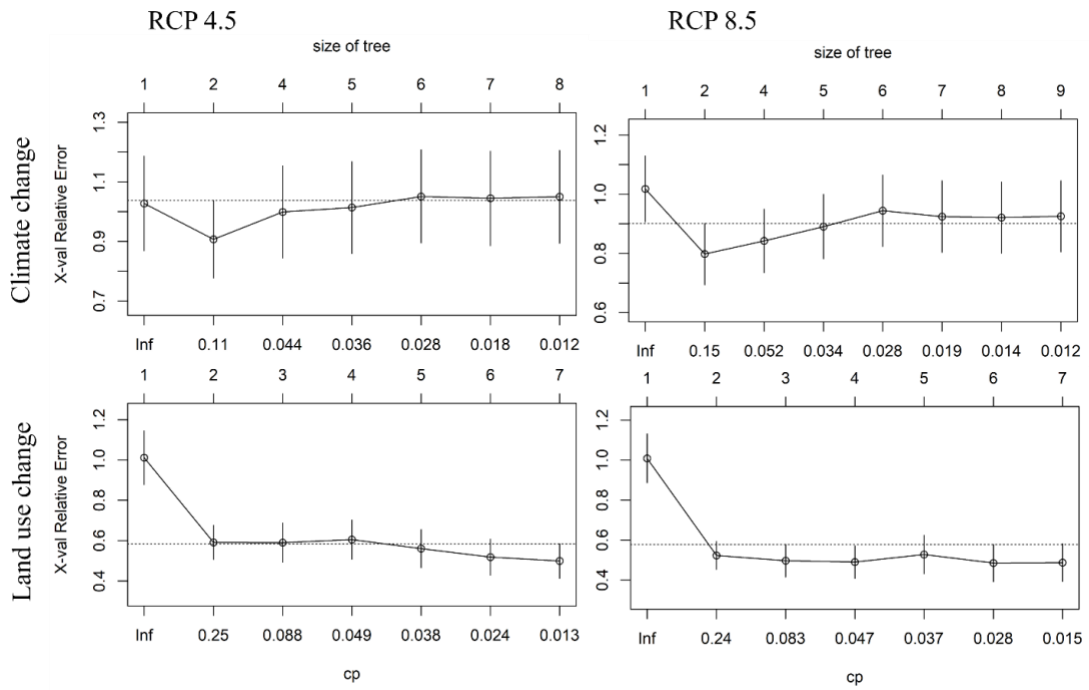 RCP 4.5
RCP 8.5
size of tree
size of tree
1 2 4 5 6 7 8
1 2 4 5 6 7 8 9
Climate change
X-val Relative Error
1.3
1.1
0.9
0.7
1.2
1.0
0.8
0.6
Inf 0.11 0.044 0.036 0.028 0.018 0.012
Inf 0.15 0.052 0.034 0.028 0.019 0.014 0.012
1 2 3 4 5 6 7
1 2 3 4 5 6 7
Land use change
X-val Relative Error
1.2
1.0
0.8
0.6
0.4
1.2
1.0
0.8
0.6
0.4
Inf 0.25 0.088 0.049 0.038 0.024 0.013
Inf 0.24 0.083 0.047 0.037 0.028 0.015
cp
cp